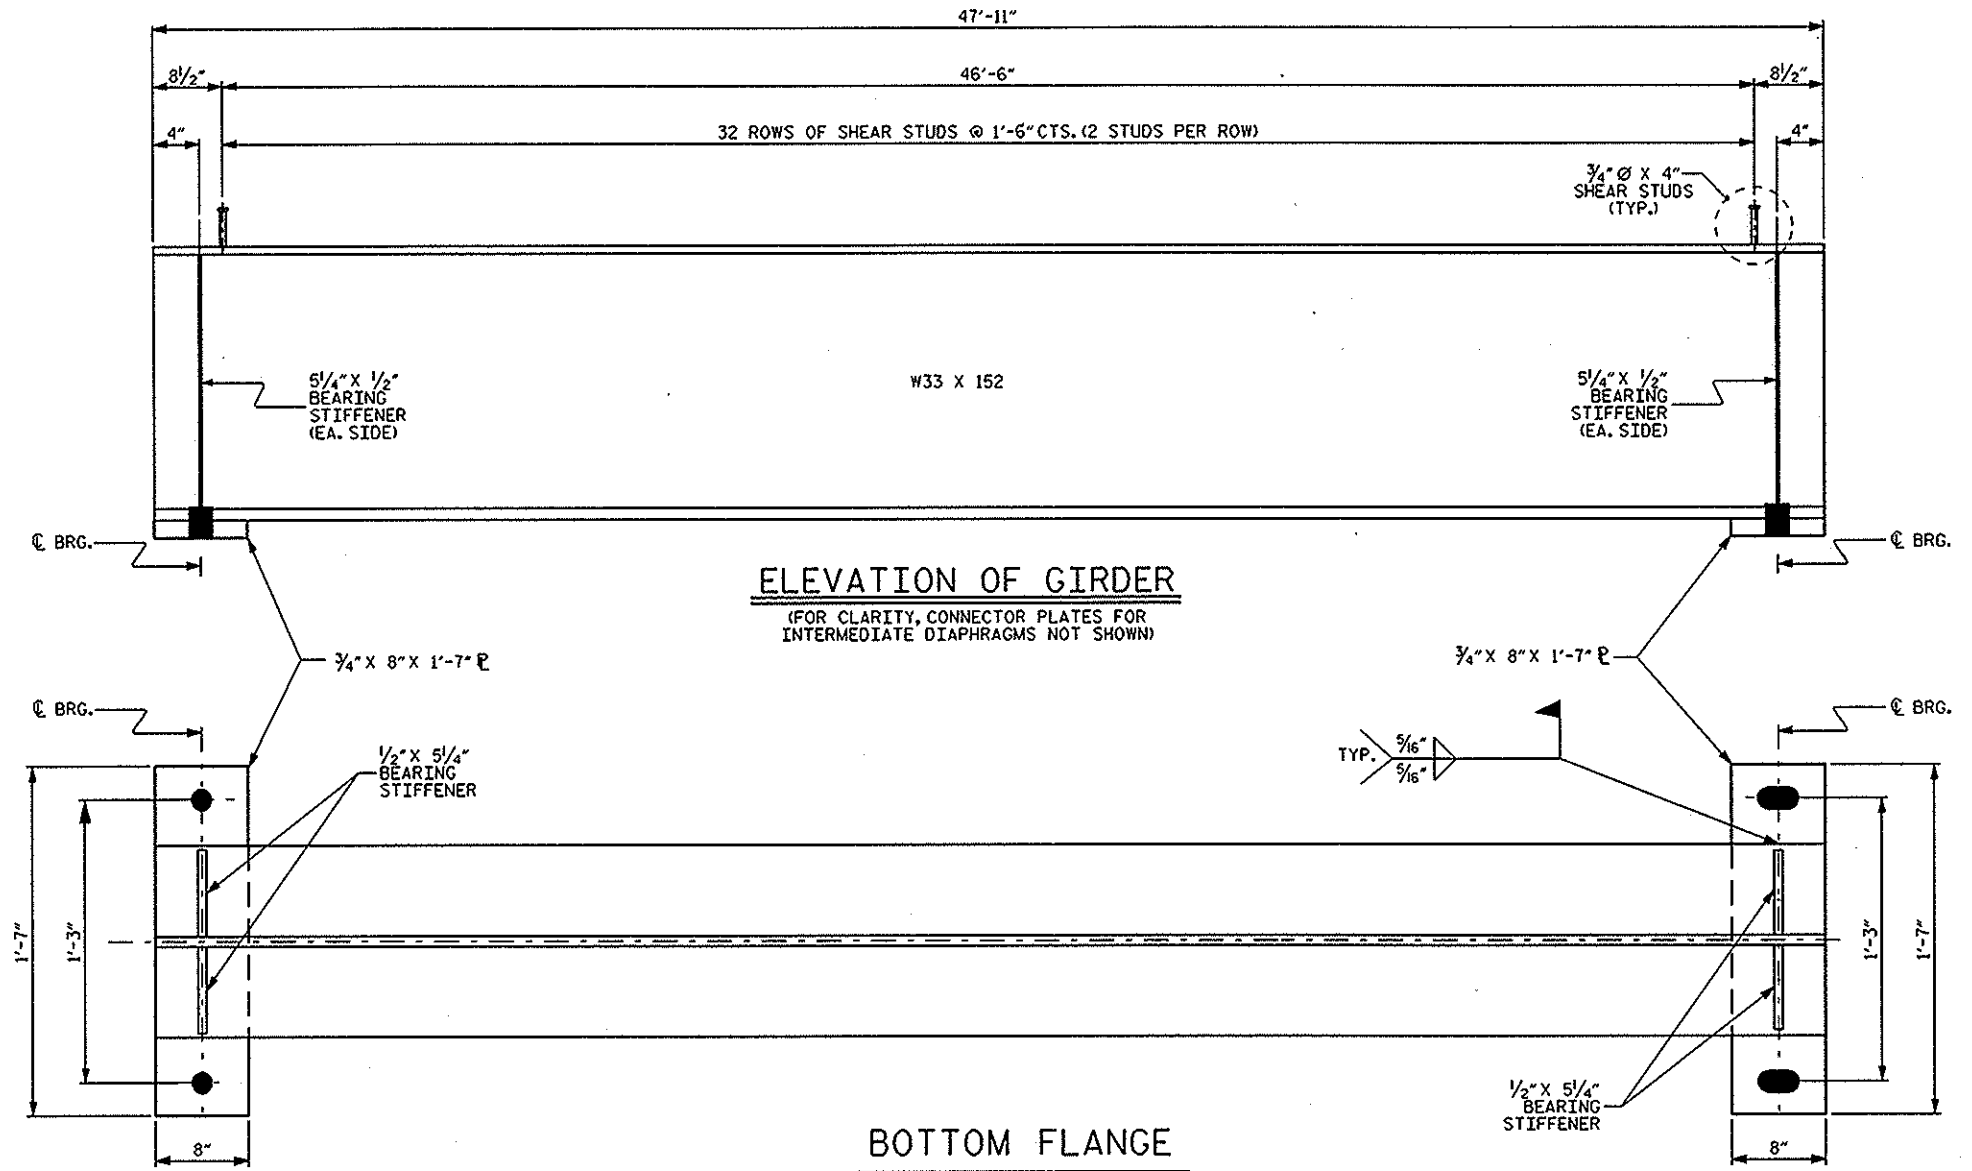 47'-11"
8½" 46'-6" 8½"
4" 32 ROWS OF SHEAR STUDS @ 1'-6" CTS. (2 STUDS PER ROW) 4"
¾" Ø X 4"
SHEAR STUDS
(TYP.)
5¼" X ½"
BEARING
STIFFENER
(EA. SIDE)
W33 X 152
5¼" X ½"
BEARING
STIFFENER
(EA. SIDE)
℄ BRG.
℄ BRG.
ELEVATION OF GIRDER
(FOR CLARITY, CONNECTOR PLATES FOR
INTERMEDIATE DIAPHRAGMS NOT SHOWN)
¾" X 8" X 1'-7" ⅊
¾" X 8" X 1'-7" ⅊
℄ BRG.
℄ BRG.
½" X 5¼"
BEARING
STIFFENER
TYP. 5/16"
5/16"
1'-7"
1'-3"
1'-3"
1'-7"
½" X 5¼"
BEARING
STIFFENER
8"
BOTTOM FLANGE
8"